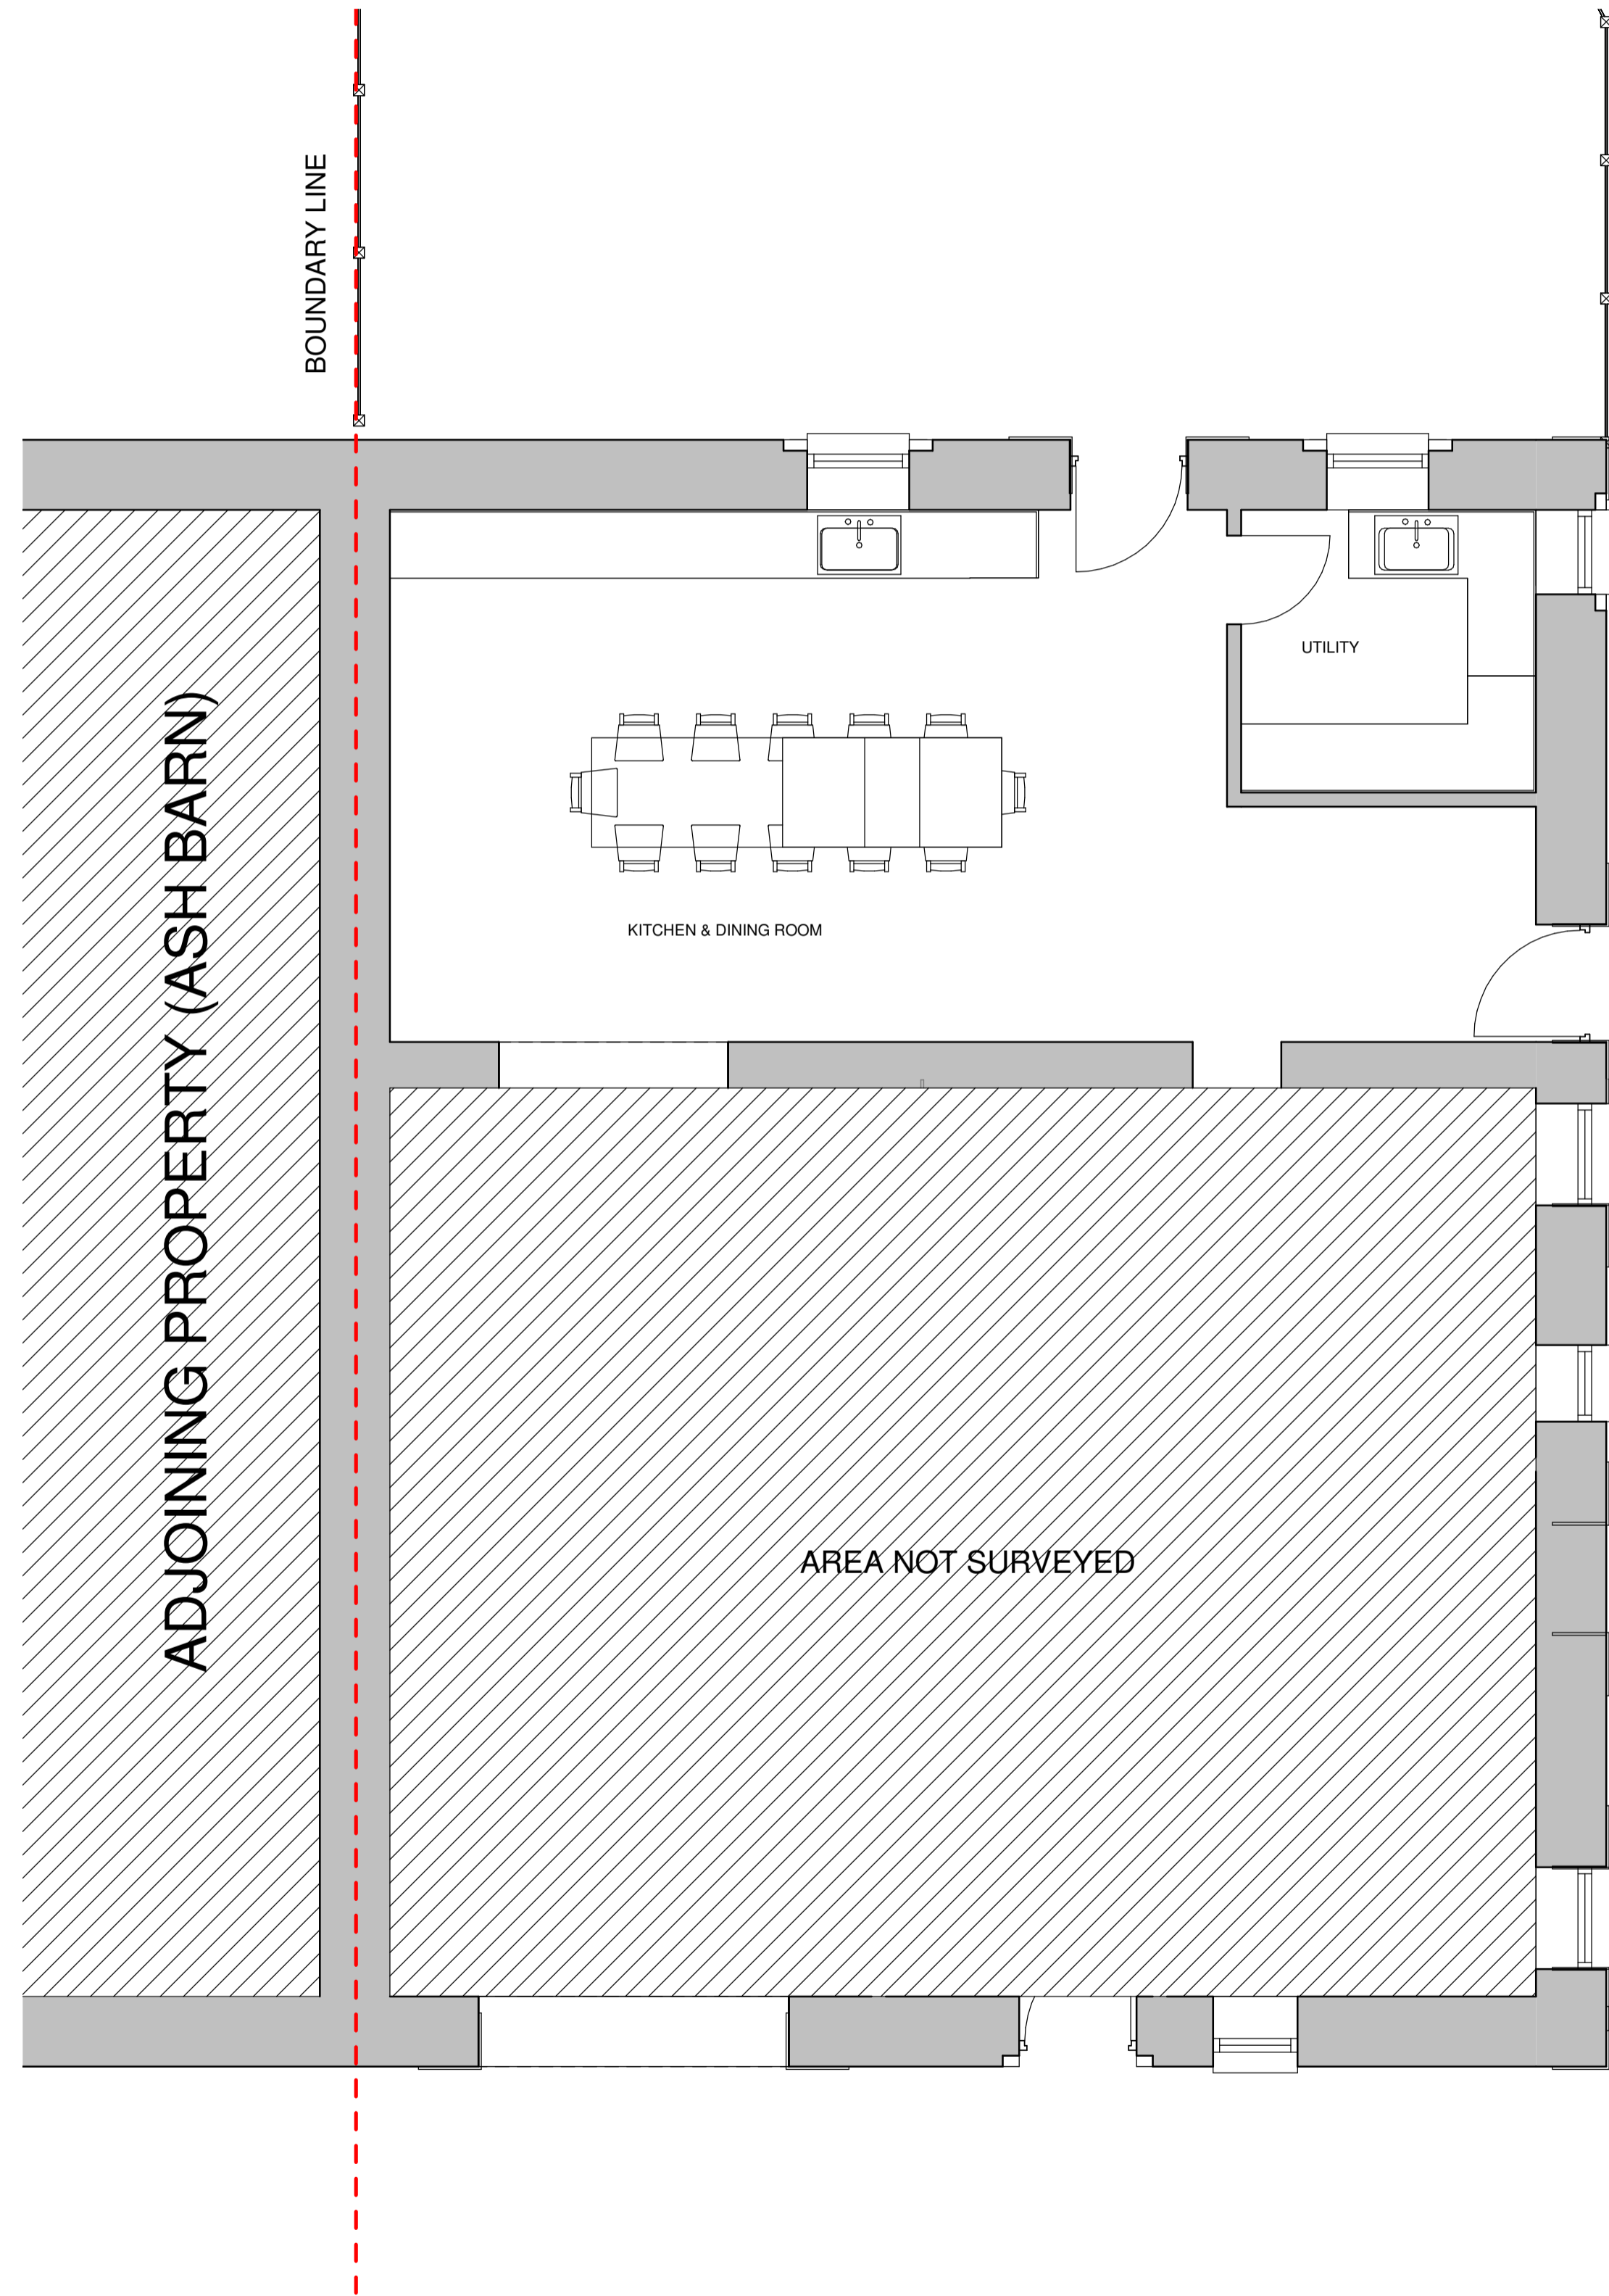 BOUNDARY LINE
UTILITY
ADJOINING PROPERTY (ASH BARN)
KITCHEN & DINING ROOM
AREA NOT SURVEYED